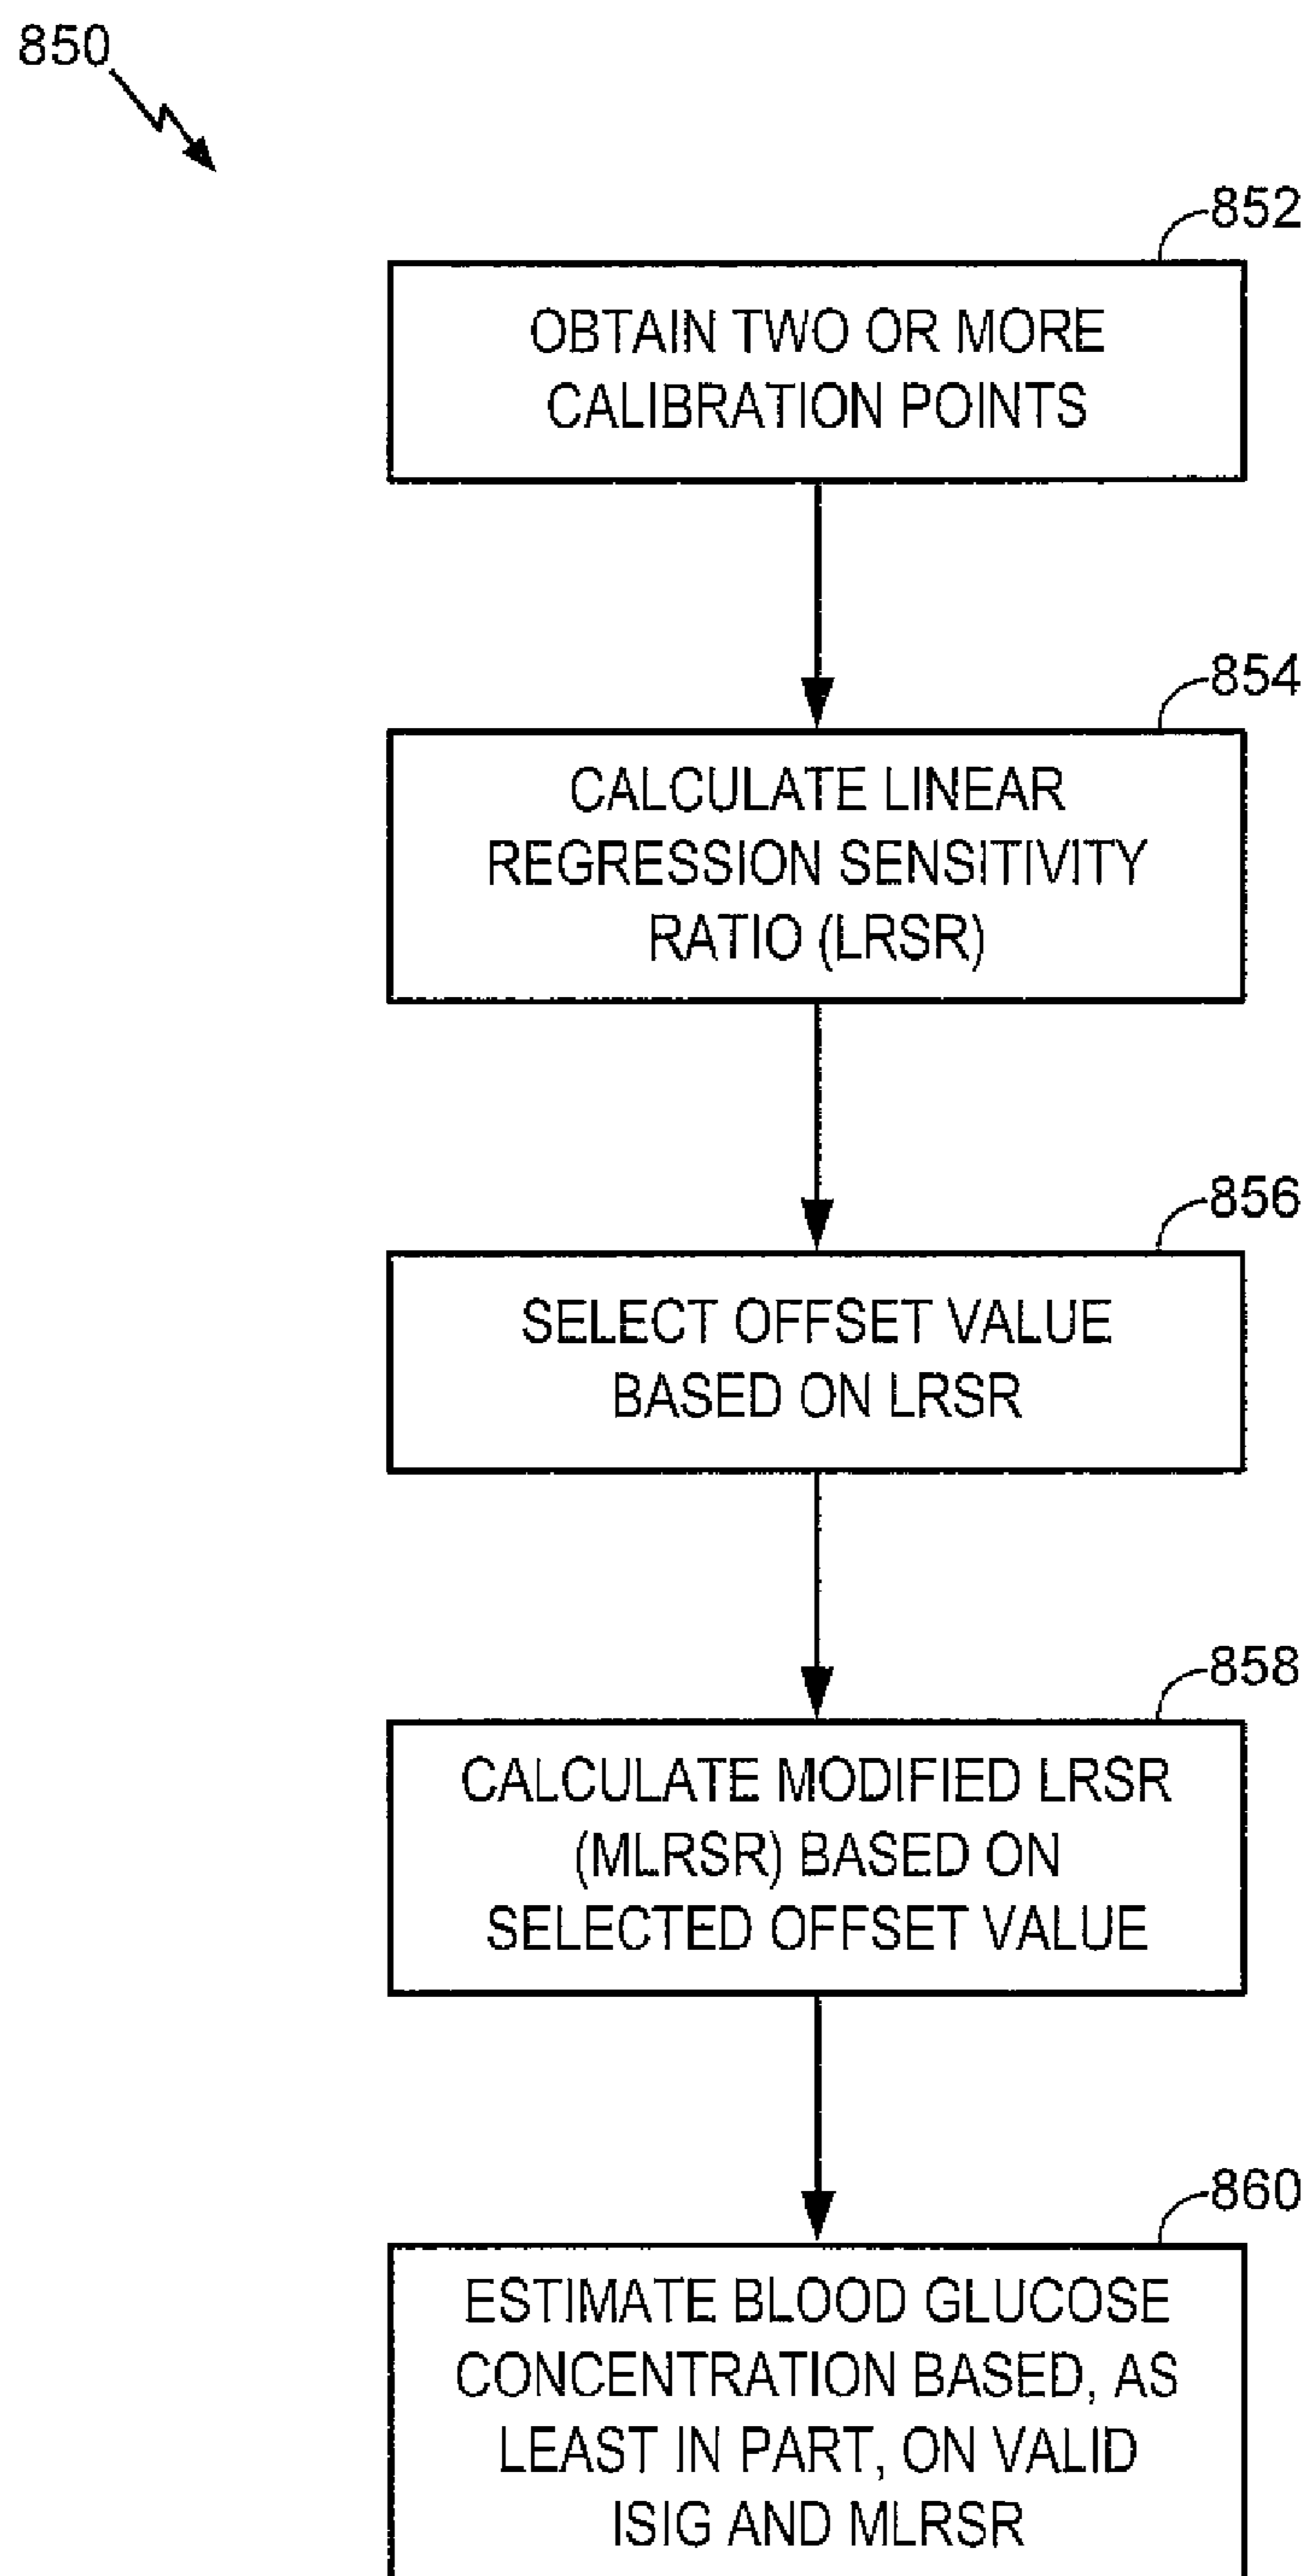 850
852
OBTAIN TWO OR MORE
CALIBRATION POINTS
854
CALCULATE LINEAR
REGRESSION SENSITIVITY
RATIO (LRSR)
856
SELECT OFFSET VALUE
BASED ON LRSR
858
CALCULATE MODIFIED LRSR
(MLRSR) BASED ON
SELECTED OFFSET VALUE
860
ESTIMATE BLOOD GLUCOSE
CONCENTRATION BASED, AS
LEAST IN PART, ON VALID
ISIG AND MLRSR